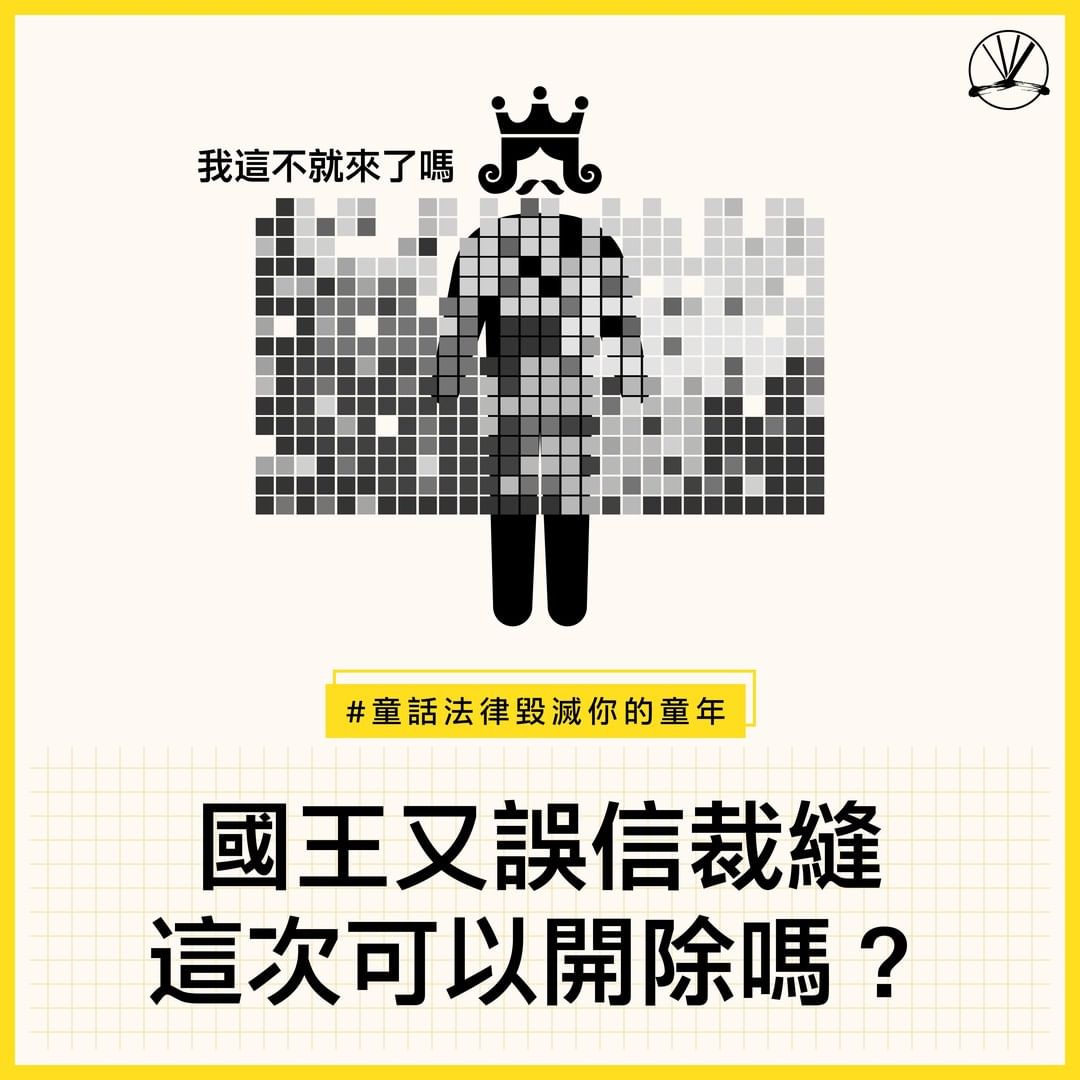 我這不就來了嗎
#童話法律毀滅你的童年
國王又誤信裁縫
這次可以開除嗎？